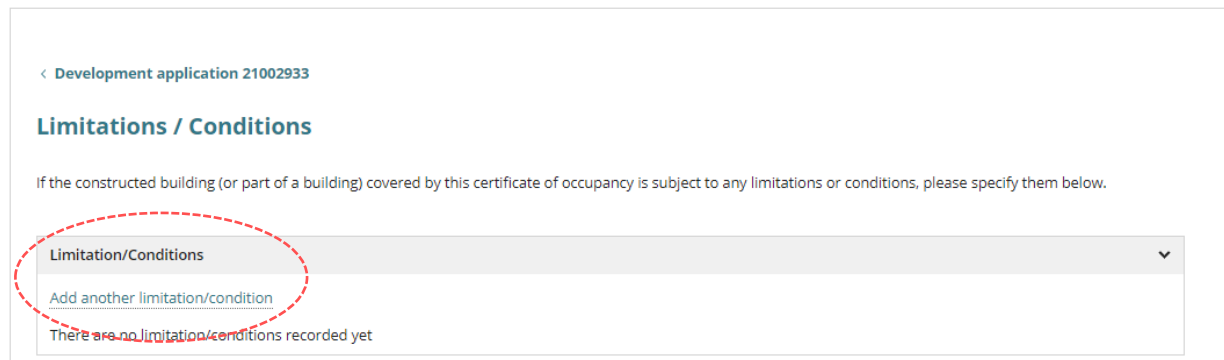 < Development application 21002933
Limitations / Conditions
If the constructed building (or part of a building) covered by this certificate of occupancy is subject to any limitations or conditions, please specify them below.
Limitation/Conditions
Add another limitation/condition
There are no limitation/conditions recorded yet